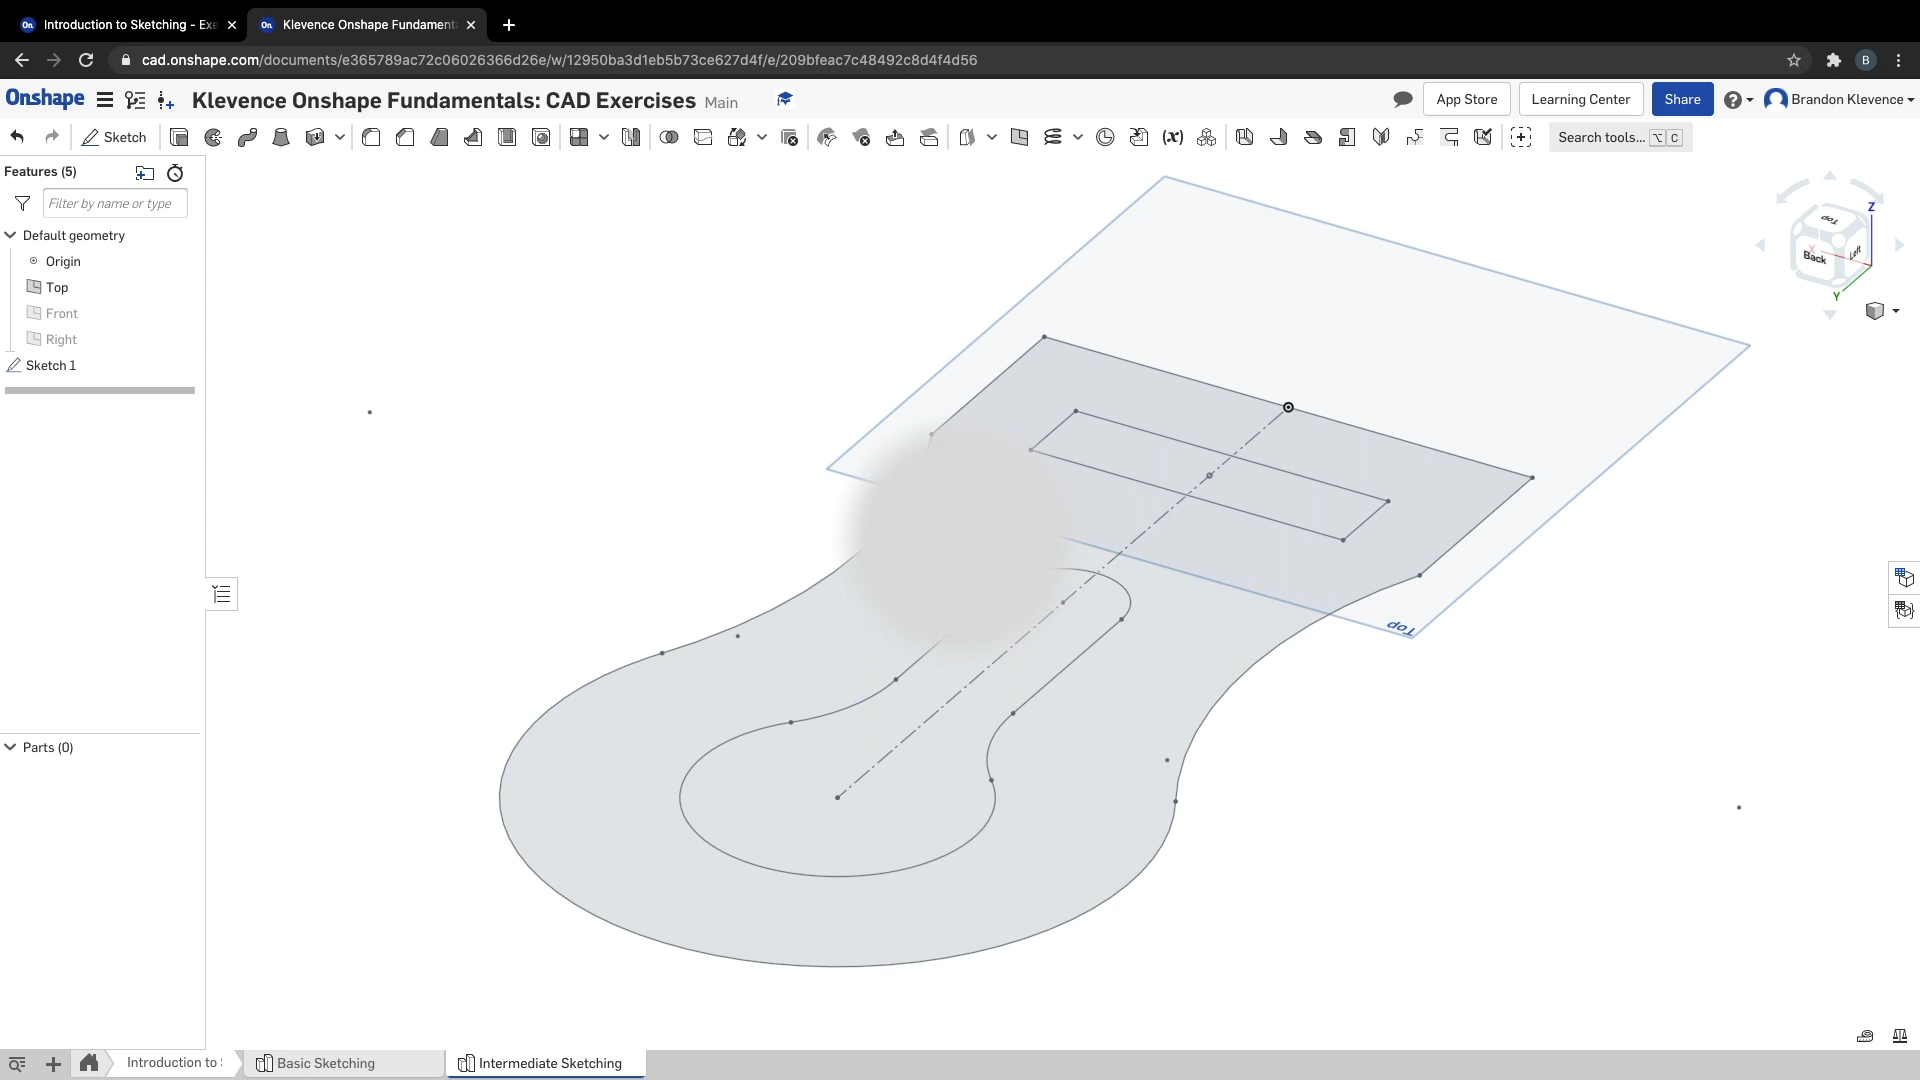 Introduction to Sketching - Exe
Klevence Onshape Fundament
cad.onshape.com/documents/e365789ac72c06026366d26e/w/12950ba3d1eb5b73ce627d4f/e/209bfeac7c48492c8d4f4d56
B
Onshape
Klevence Onshape Fundamentals: CAD Exercises Main
App Store
Learning Center
Share
Brandon Klevence
Sketch
Search tools... ⌥ C
Features (5)
Filter by name or type
Default geometry
Origin
Top
Front
Right
Sketch 1
Parts (0)
Top
Z
Top
X
Back
Left
Y
Introduction to
Basic Sketching
Intermediate Sketching